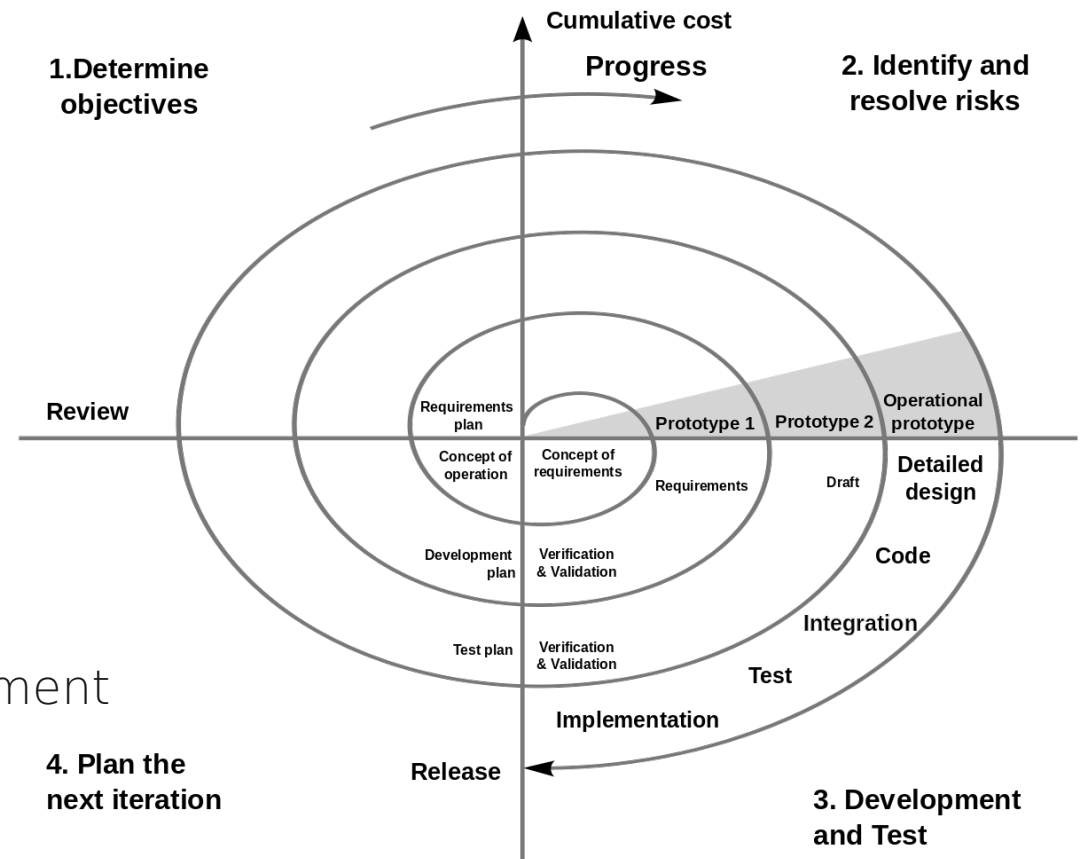 Cumulative cost
Progress
1.Determine
objectives
2. Identify and
resolve risks
Review
Requirements
plan
Prototype 1
Prototype 2
Operational
prototype
Concept of
operation
Concept of
requirements
Requirements
Draft
Detailed
design
Code
Integration
Test
Implementation
Development
plan
Verification
& Validation
Test plan
Verification
& Validation
Release
ment
4. Plan the
next iteration
3. Development
and Test